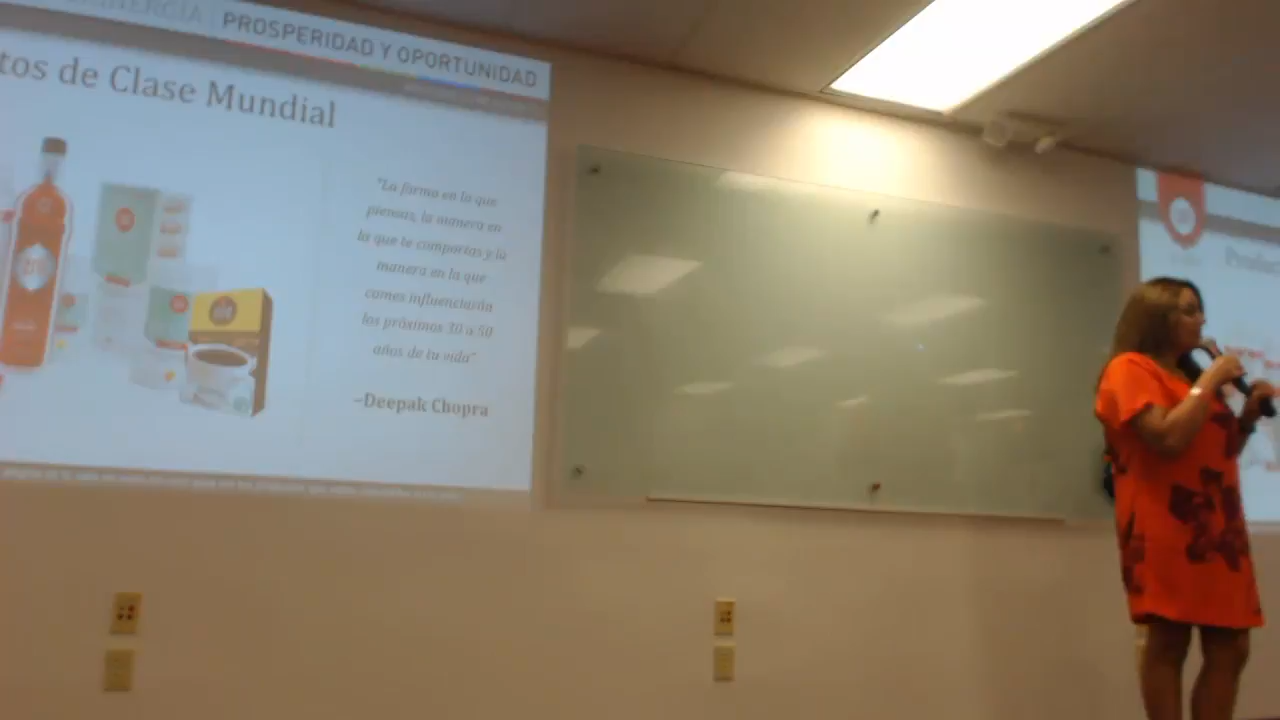 PROSPERIDAD Y OPORTUNIDAD
tos de Clase Mundial
"La forma en la que
piensas, la manera en
la que te comportas y la
manera en la que
comes influenciarán
los próximos 30 o 50
años de tu vida"
–Deepak Chopra
Produc